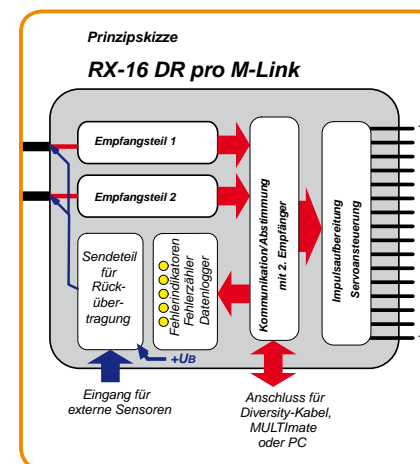 Prinzipskizze
RX-16 DR pro M-Link
Empfangsteil 1
Empfangsteil 2
Sendeteil
für
Rück-
über-
tragung
Fehlerindikatoren
Fehlerzähler
Datenlogger
Kommunikation/Abstimmung
mit 2. Empfänger
Impulsaufbereitung
Servoansteuerung
+UB
Eingang für
externe Sensoren
Anschluss für
Diversity-Kabel,
MULTImate
oder PC